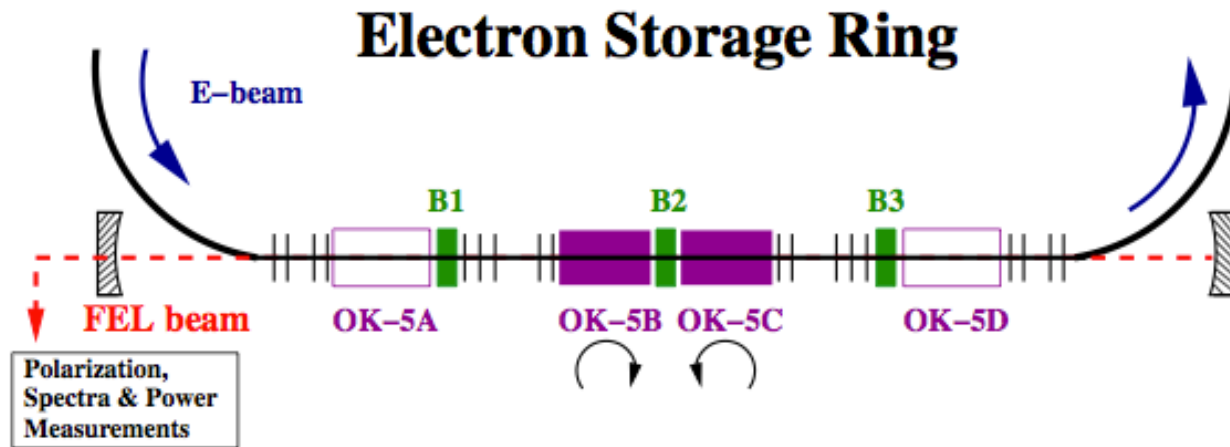 Electron Storage Ring
E−beam
B1
B2
B3
FEL beam
OK−5A
OK−5B
OK−5C
OK−5D
Polarization,
Spectra & Power
Measurements